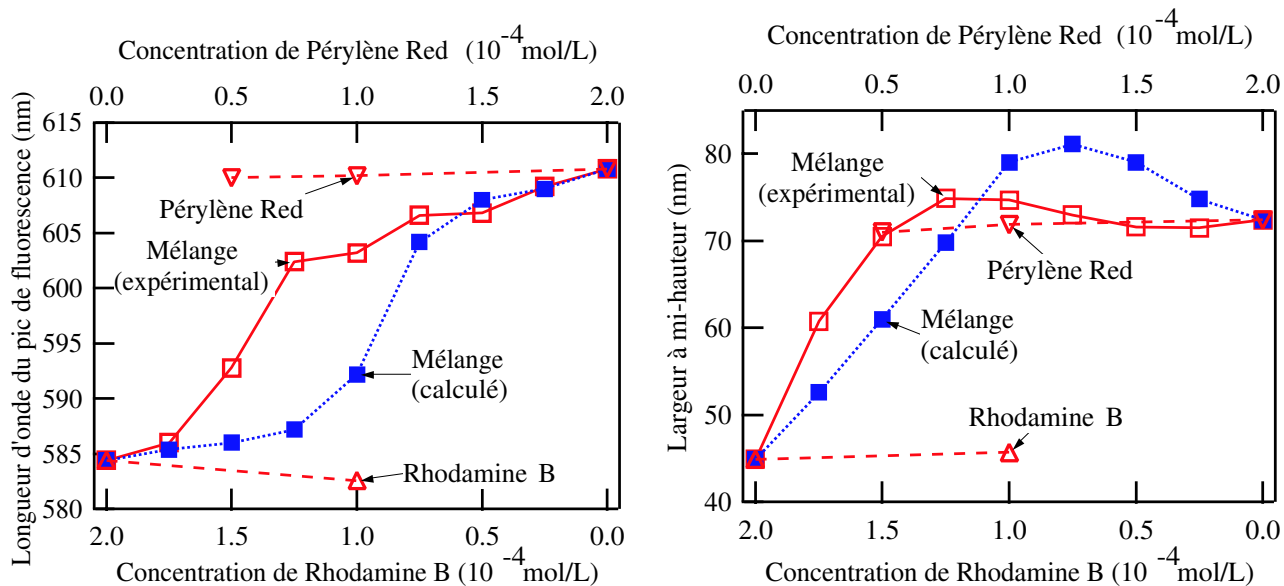 Concentration de Pérylène Red (10⁻⁴mol/L)
0.0 0.5 1.0 1.5 2.0
Longueur d'onde du pic de fluorescence (nm)
615
610
605
600
595
590
585
580
Pérylène Red
Mélange
(expérimental)
Mélange
(calculé)
Rhodamine B
2.0 1.5 1.0 0.5 0.0
Concentration de Rhodamine B (10⁻⁴mol/L)
Concentration de Pérylène Red (10⁻⁴mol/L)
0.0 0.5 1.0 1.5 2.0
Largeur à mi-hauteur (nm)
80
70
60
50
40
Mélange
(expérimental)
Pérylène Red
Mélange
(calculé)
Rhodamine B
2.0 1.5 1.0 0.5 0.0
Concentration de Rhodamine B (10⁻⁴mol/L)